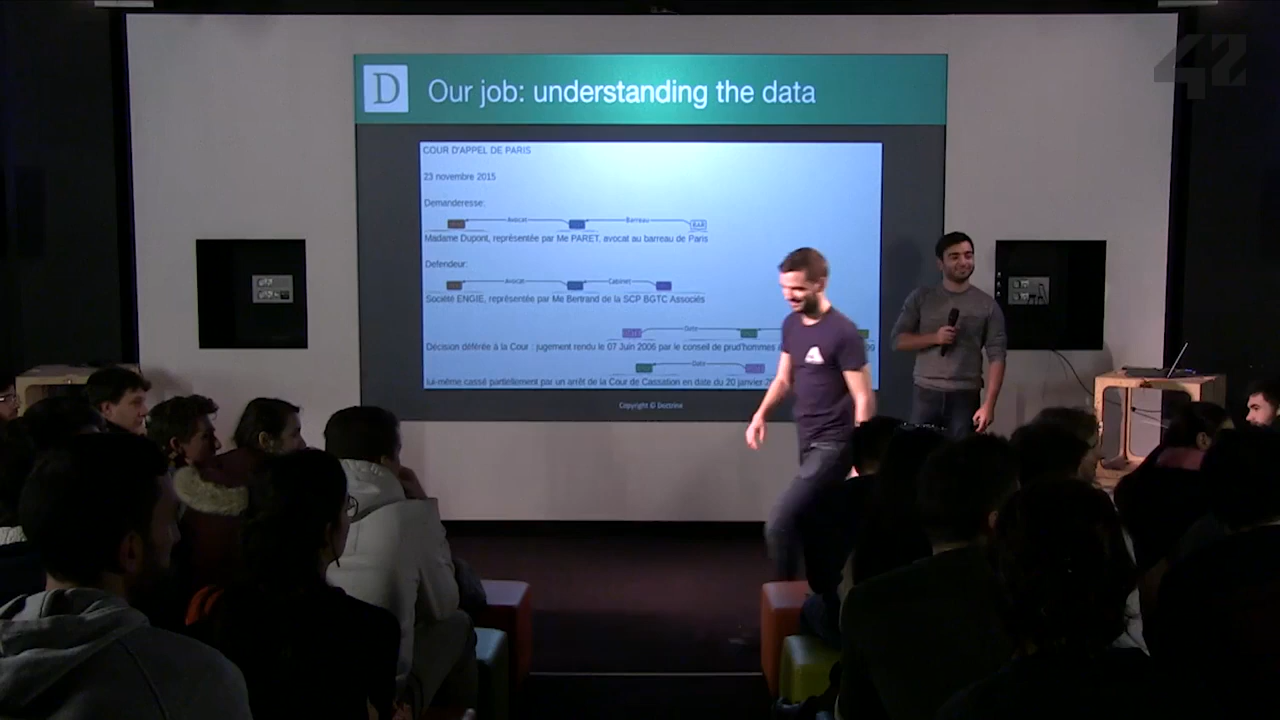 42
D
Our job: understanding the data
COUR D'APPEL DE PARIS
23 novembre 2015
Demanderesse:
Avocat Barreau BAR
Madame Dupont, représentée par Me PARET, avocat au barreau de Paris
Defendeur:
Avocat Cabinet
Société ENGIE, représentée par Me Bertrand de la SCP BGTC Associés
Date
Décision déférée à la Cour : jugement rendu le 07 Juin 2006 par le conseil de prud'hommes
Date
lui-même cassé partiellement par un arrêt de la Cour de Cassation en date du 20 janvier
Copyright © Doctrine